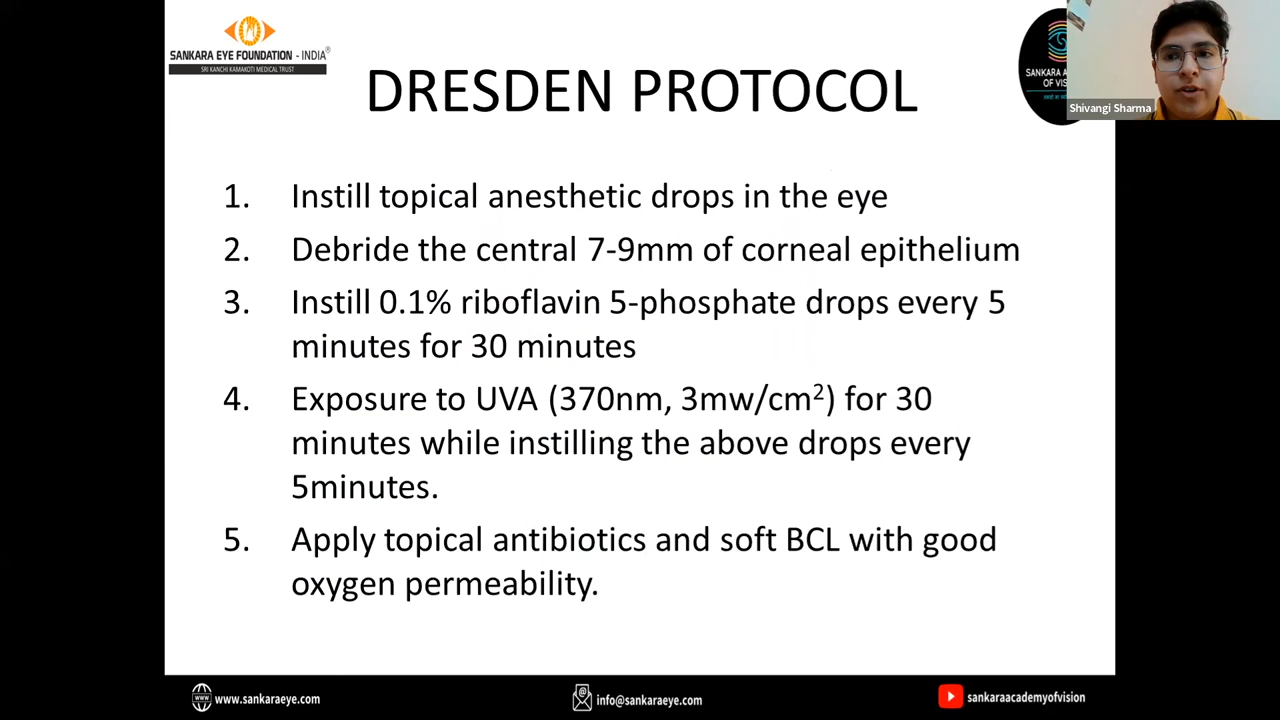 SANKARA EYE FOUNDATION - INDIA®
SRI KANCHI KAMAKOTI MEDICAL TRUST
SANKARA A
OF VIS
Shivangi Sharma
DRESDEN PROTOCOL
1. Instill topical anesthetic drops in the eye
2. Debride the central 7-9mm of corneal epithelium
3. Instill 0.1% riboflavin 5-phosphate drops every 5
minutes for 30 minutes
4. Exposure to UVA (370nm, 3mw/cm²) for 30
minutes while instilling the above drops every
5minutes.
5. Apply topical antibiotics and soft BCL with good
oxygen permeability.
www.sankaraeye.com
info@sankaraeye.com
sankaraacademyofvision